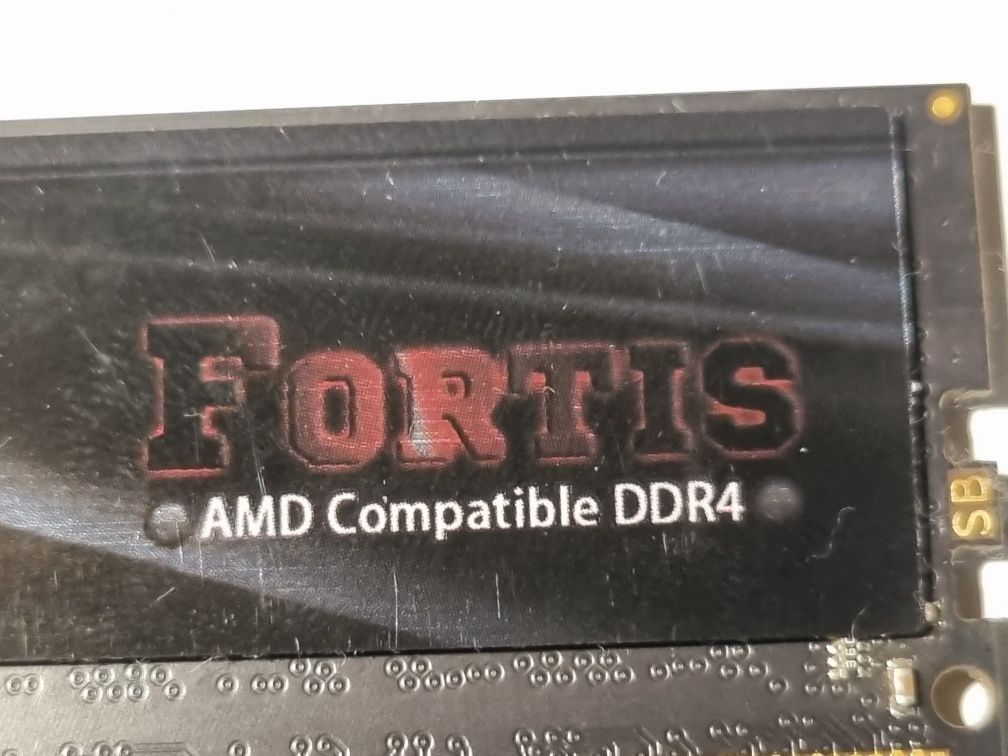 FORTIS
AMD Compatible DDR4
SB